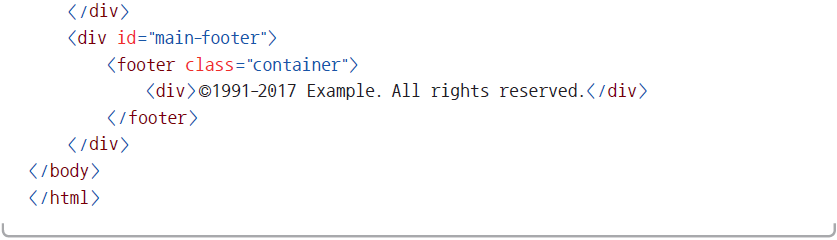 </div>
<div id="main-footer">
<footer class="container">
<div>©1991-2017 Example. All rights reserved.</div>
</footer>
</div>
</body>
</html>